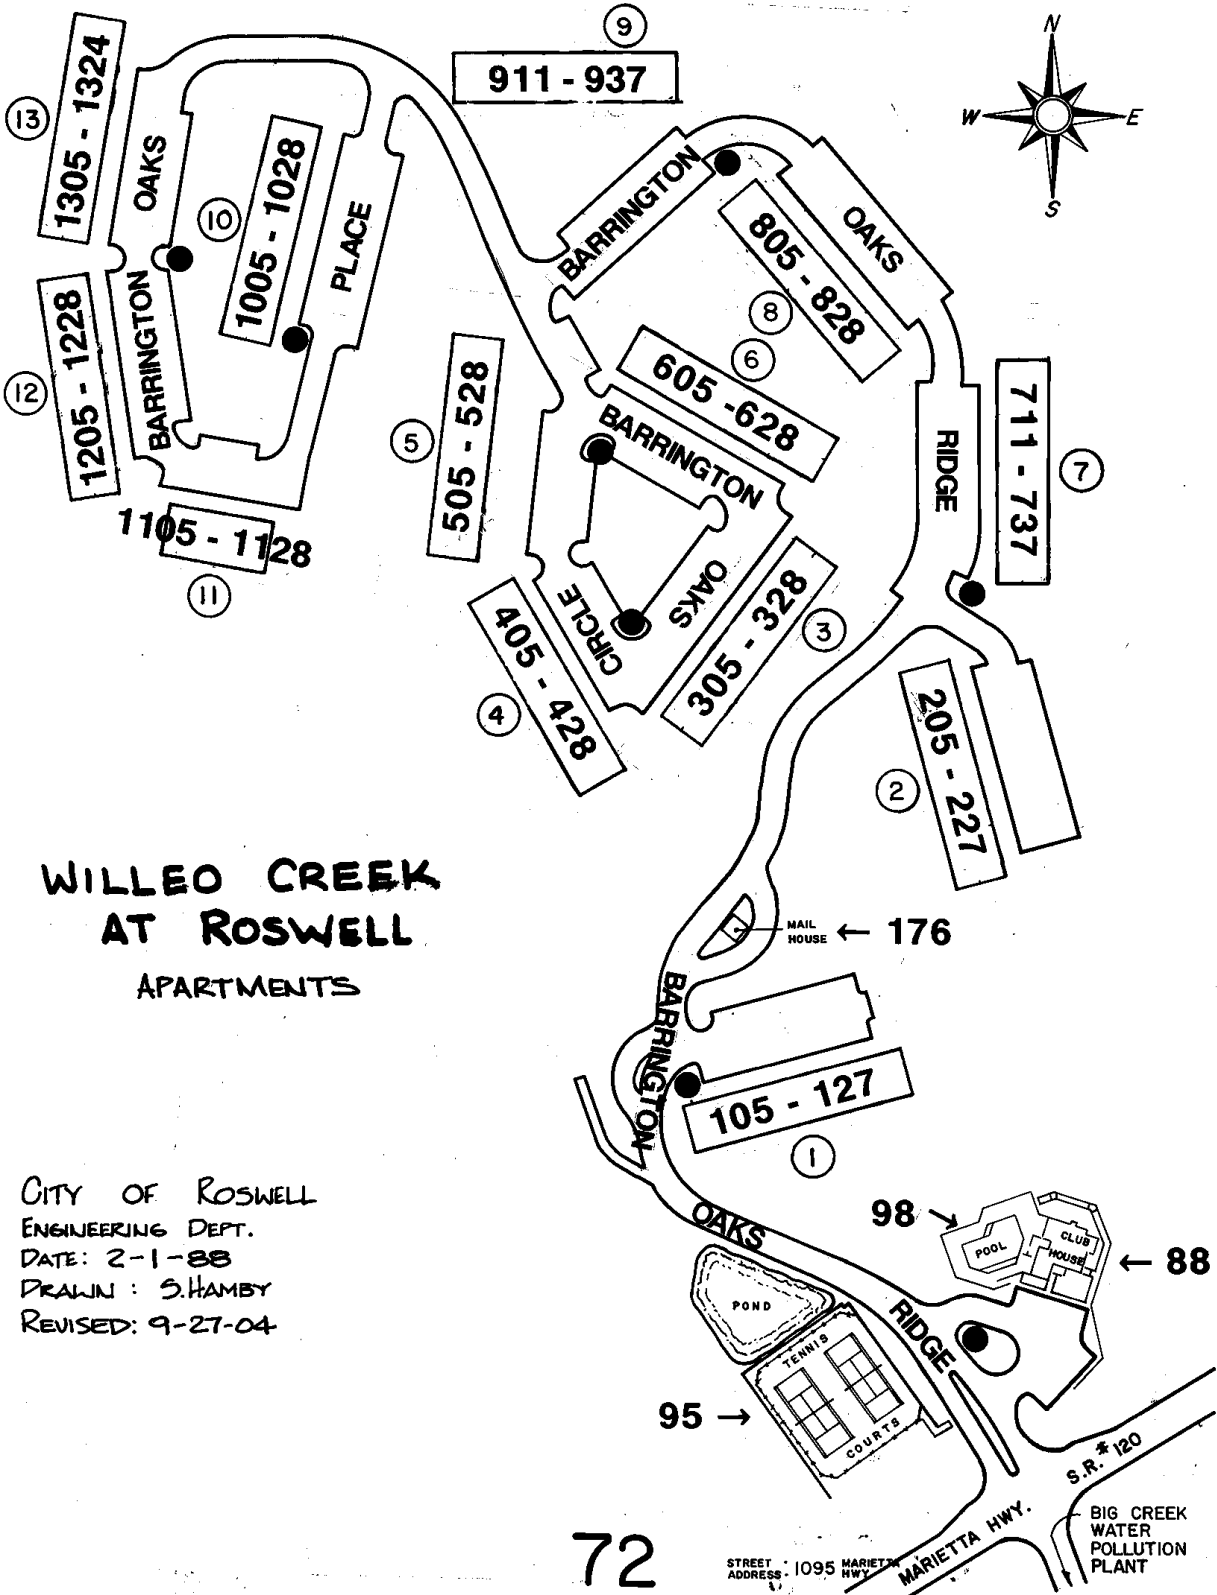 9
911 - 937
N
W E
S
13
1305 - 1324
OAKS
10
1005 - 1028
PLACE
BARRINGTON
OAKS
805 - 828
8
6
605 - 628
12
1205 - 1228
BARRINGTON
5
505 - 528
BARRINGTON
RIDGE
711 - 737
7
1105 - 1128
11
OAKS
CIRCLE
305 - 328
3
405 - 428
4
205 - 227
2
WILLEO CREEK
AT ROSWELL
APARTMENTS
MAIL
HOUSE ← 176
BARRINGTON
105 - 127
1
CITY OF ROSWELL
ENGINEERING DEPT.
DATE: 2-1-88
DRAWN : S.HAMBY
REVISED: 9-27-04
OAKS
98 →
POOL
CLUB
HOUSE
← 88
POND
RIDGE
TENNIS
COURTS
95 →
S.R. # 120
MARIETTA HWY.
BIG CREEK
WATER
POLLUTION
PLANT
72
STREET
ADDRESS : 1095 MARIETTA
HWY